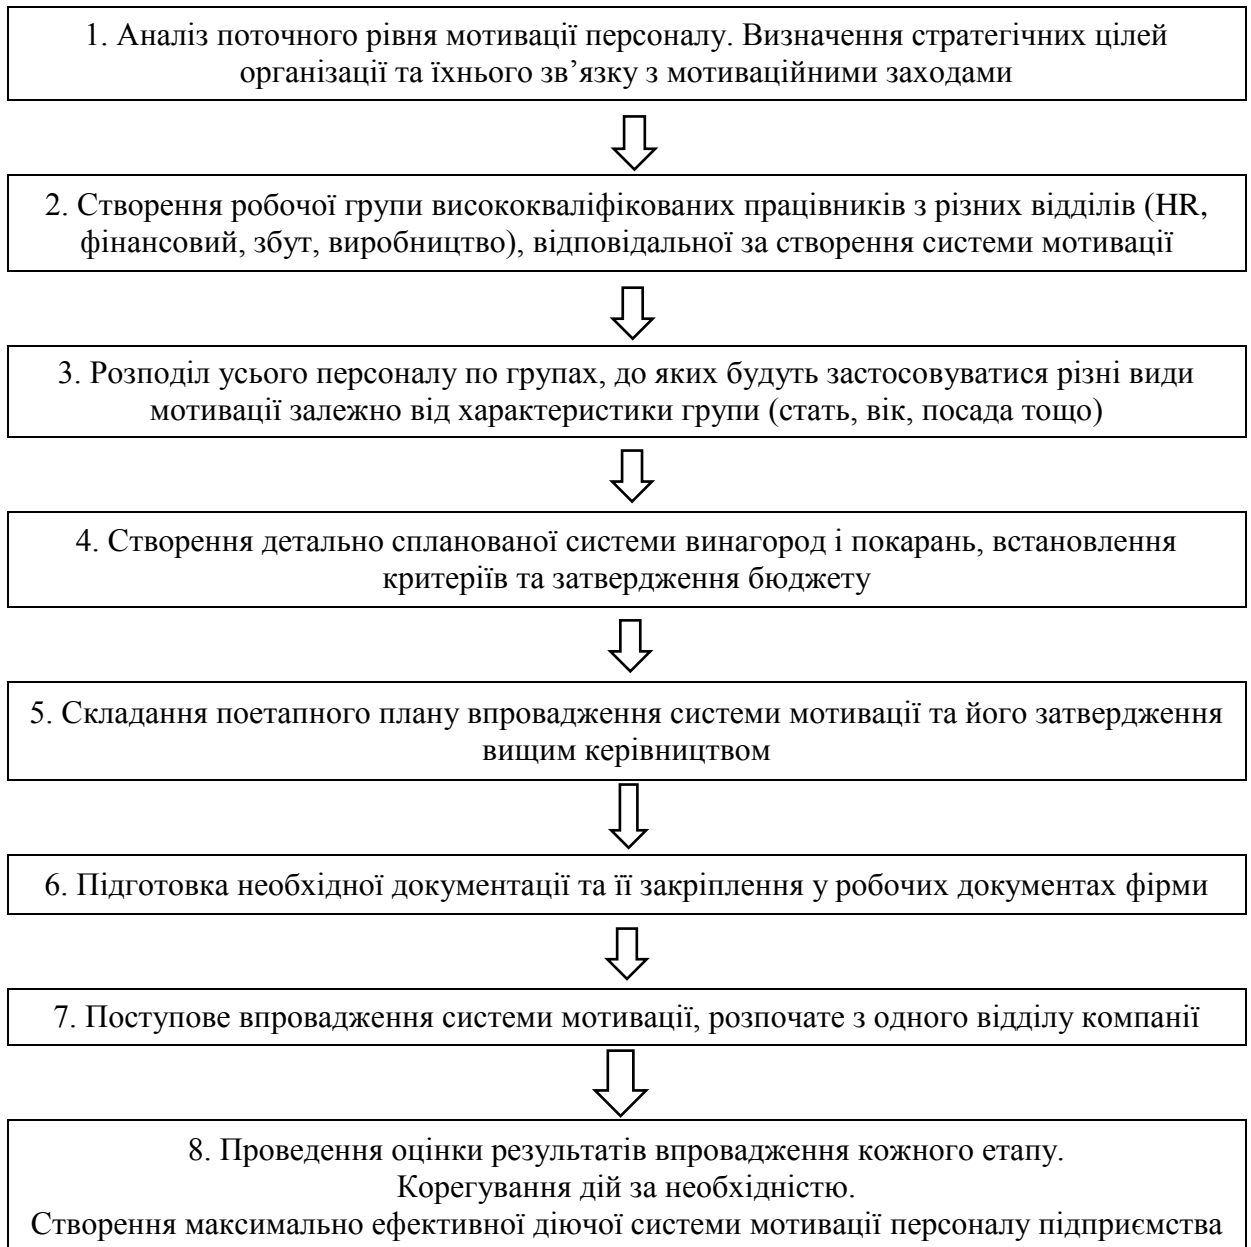 1. Аналіз поточного рівня мотивації персоналу. Визначення стратегічних цілей
організації та їхнього зв’язку з мотиваційними заходами
2. Створення робочої групи висококваліфікованих працівників з різних відділів (HR,
фінансовий, збут, виробництво), відповідальної за створення системи мотивації
3. Розподіл усього персоналу по групах, до яких будуть застосовуватися різні види
мотивації залежно від характеристики групи (стать, вік, посада тощо)
4. Створення детально спланованої системи винагород і покарань, встановлення
критеріїв та затвердження бюджету
5. Складання поетапного плану впровадження системи мотивації та його затвердження
вищим керівництвом
6. Підготовка необхідної документації та її закріплення у робочих документах фірми
7. Поступове впровадження системи мотивації, розпочате з одного відділу компанії
8. Проведення оцінки результатів впровадження кожного етапу.
Корегування дій за необхідністю.
Створення максимально ефективної діючої системи мотивації персоналу підприємства